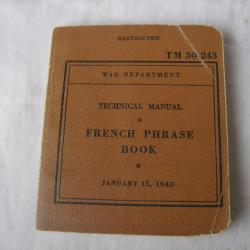 RESTRICTED
TM 30-243
WAR DEPARTMENT
TECHNICAL MANUAL
FRENCH PHRASE
BOOK
JANUARY 15, 1943